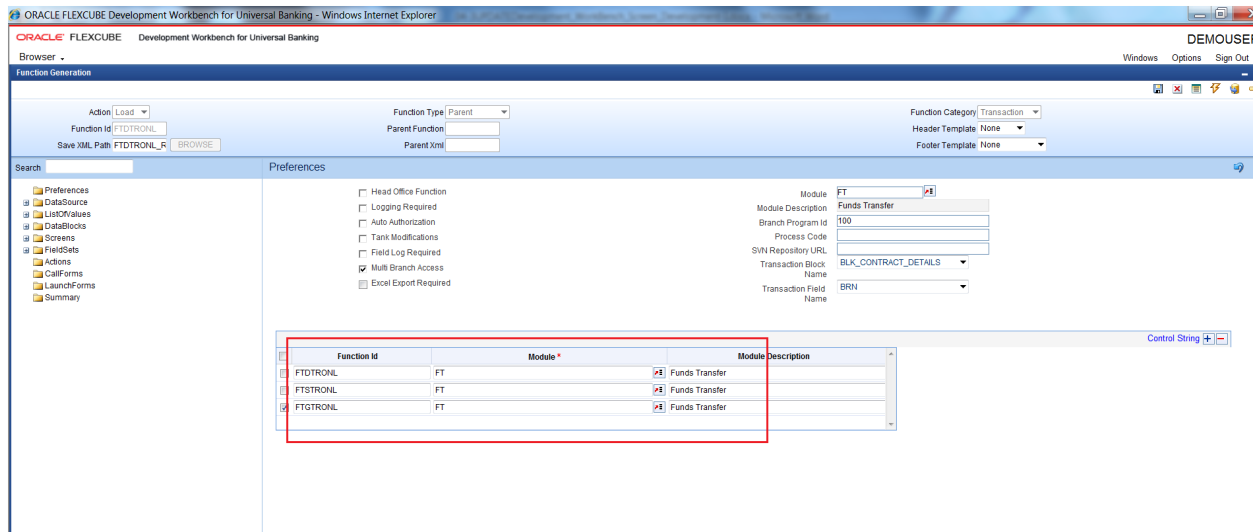 ORACLE FLEXCUBE Development Workbench for Universal Banking - Windows Internet Explorer
ORACLE FLEXCUBE Development Workbench for Universal Banking DEMOUSER
Browser Windows Options Sign Out
Function Generation
Action Load Function Type Parent Function Category Transaction
Function Id FTDTRONL Parent Function Header Template None
Save XML Path FTDTRONL_R BROWSE Parent Xml Footer Template None
Search Preferences
Preferences
DataSource
ListOfValues
DataBlocks
Screens
FieldSets
Actions
CallForms
LaunchForms
Summary
Head Office Function
Logging Required
Auto Authorization
Tank Modifications
Field Log Required
Multi Branch Access
Excel Export Required
Module FT
Module Description Funds Transfer
Branch Program Id 100
Process Code
SVN Repository URL
Transaction Block Name BLK_CONTRACT_DETAILS
Transaction Field Name BRN
Control String + -
Function Id Module * Module Description
FTDTRONL FT Funds Transfer
FTSTRONL FT Funds Transfer
FTGTRONL FT Funds Transfer